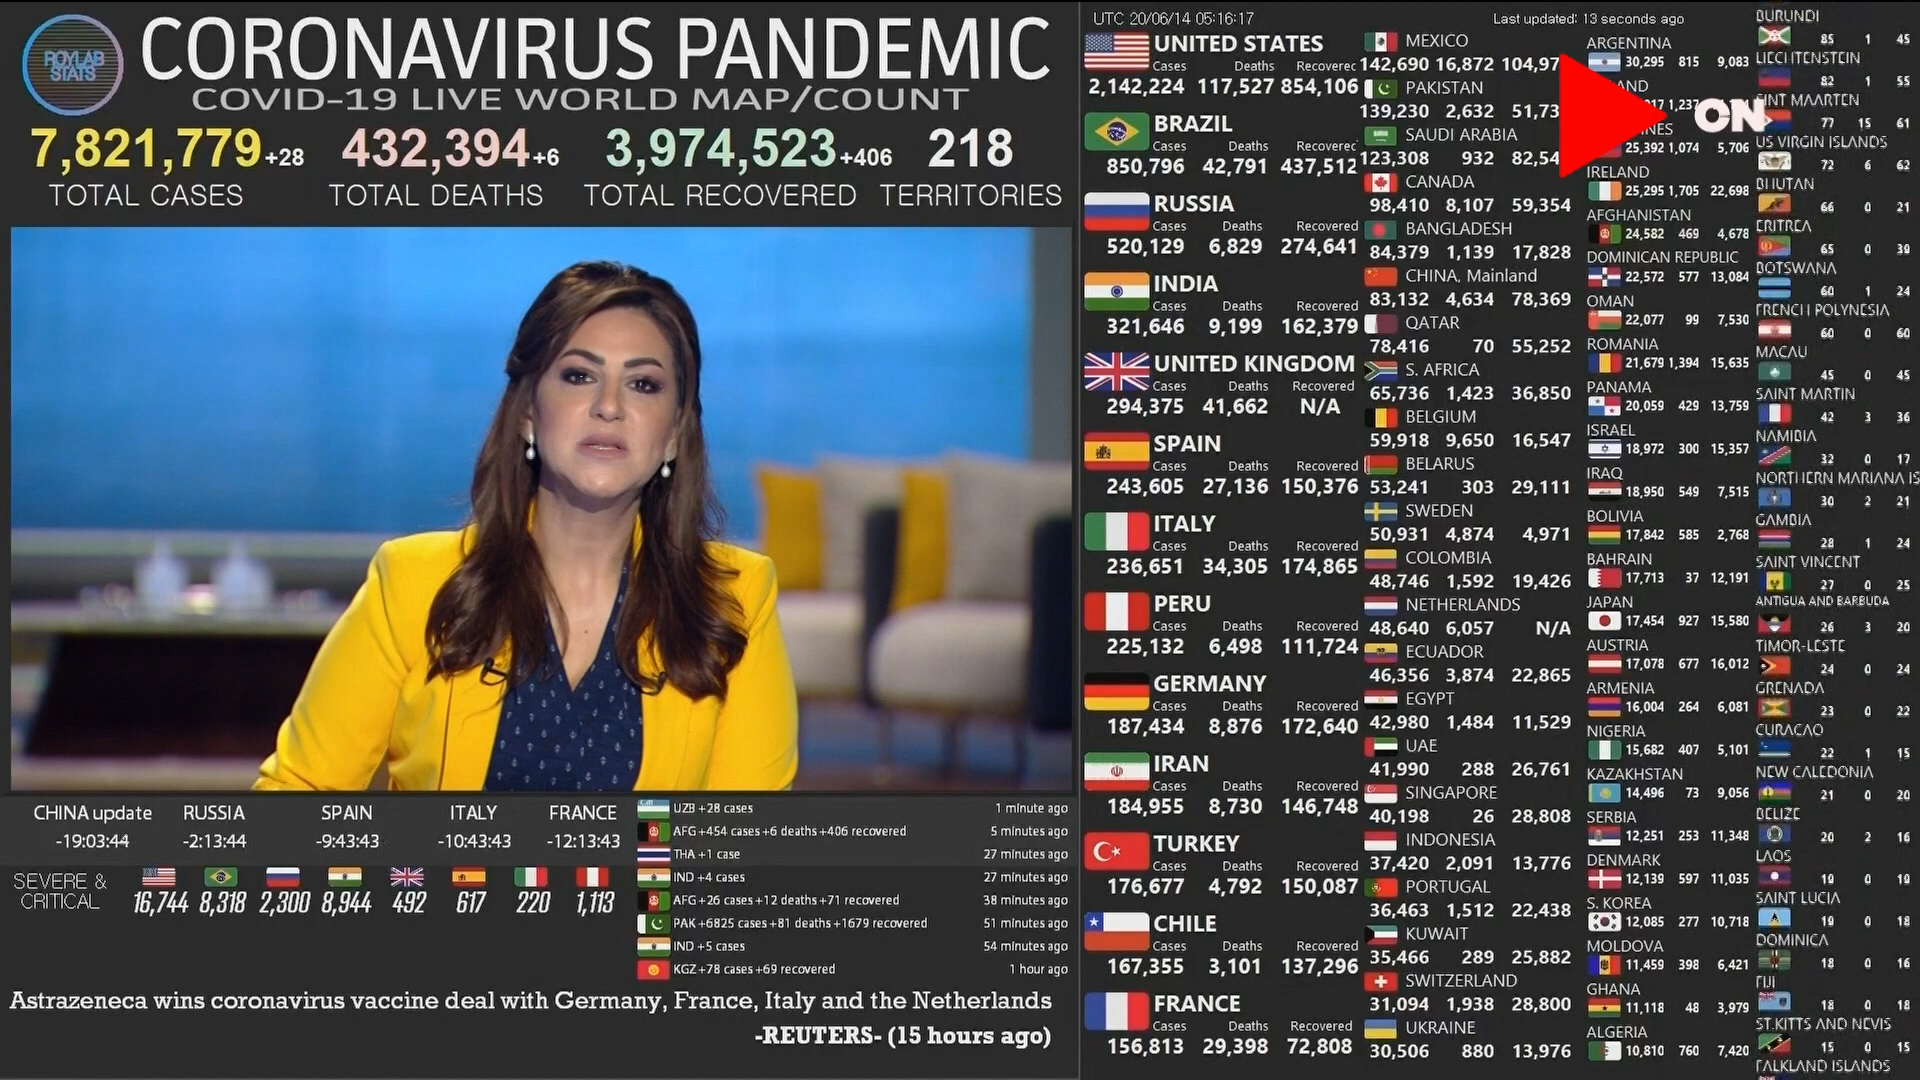 ROYLAB STATS
CORONAVIRUS PANDEMIC
COVID-19 LIVE WORLD MAP/COUNT
7,821,779 +28 432,394 +6 3,974,523 +406 218
TOTAL CASES TOTAL DEATHS TOTAL RECOVERED TERRITORIES
CHINA update RUSSIA SPAIN ITALY FRANCE
-19:03:44 -2:13:44 -9:43:43 -10:43:43 -12:13:43
SEVERE & CRITICAL
16,744 8,318 2,300 8,944 492 617 220 1,113
UZB +28 cases 1 minute ago
AFG +454 cases +6 deaths +406 recovered 5 minutes ago
THA +1 case 27 minutes ago
IND +4 cases 27 minutes ago
AFG +26 cases +12 deaths +71 recovered 38 minutes ago
PAK +6825 cases +81 deaths +1679 recovered 51 minutes ago
IND +5 cases 54 minutes ago
KGZ +78 cases +69 recovered 1 hour ago
Astrazeneca wins coronavirus vaccine deal with Germany, France, Italy and the Netherlands
-REUTERS- (15 hours ago)
UTC 20/06/14 05:16:17 Last updated: 13 seconds ago
UNITED STATES
Cases Deaths Recovered
2,142,224 117,527 854,106
BRAZIL
Cases Deaths Recovered
850,796 42,791 437,512
RUSSIA
Cases Deaths Recovered
520,129 6,829 274,641
INDIA
Cases Deaths Recovered
321,646 9,199 162,379
UNITED KINGDOM
Cases Deaths Recovered
294,375 41,662 N/A
SPAIN
Cases Deaths Recovered
243,605 27,136 150,376
ITALY
Cases Deaths Recovered
236,651 34,305 174,865
PERU
Cases Deaths Recovered
225,132 6,498 111,724
GERMANY
Cases Deaths Recovered
187,434 8,876 172,640
IRAN
Cases Deaths Recovered
184,955 8,730 146,748
TURKEY
Cases Deaths Recovered
176,677 4,792 150,087
CHILE
Cases Deaths Recovered
167,355 3,101 137,296
FRANCE
Cases Deaths Recovered
156,813 29,398 72,808
MEXICO
142,690 16,872 104,97
PAKISTAN
139,230 2,632 51,73
SAUDI ARABIA
123,308 932 82,54
CANADA
98,410 8,107 59,354
BANGLADESH
84,379 1,139 17,828
CHINA, Mainland
83,132 4,634 78,369
QATAR
78,416 70 55,252
S. AFRICA
65,736 1,423 36,850
BELGIUM
59,918 9,650 16,547
BELARUS
53,241 303 29,111
SWEDEN
50,931 4,874 4,971
COLOMBIA
48,746 1,592 19,426
NETHERLANDS
48,640 6,057 N/A
ECUADOR
46,356 3,874 22,865
EGYPT
42,980 1,484 11,529
UAE
41,990 288 26,761
SINGAPORE
40,198 26 28,808
INDONESIA
37,420 2,091 13,776
PORTUGAL
36,463 1,512 22,438
KUWAIT
35,466 289 25,882
SWITZERLAND
31,094 1,938 28,800
UKRAINE
30,506 880 13,976
ARGENTINA
30,295 815 9,083
1,237
25,392 1,074 5,706
IRELAND
25,295 1,705 22,698
AFGHANISTAN
24,582 469 4,678
DOMINICAN REPUBLIC
22,572 577 13,084
OMAN
22,077 99 7,530
ROMANIA
21,679 1,394 15,635
PANAMA
20,059 429 13,759
ISRAEL
18,972 300 15,357
IRAQ
18,950 549 7,515
BOLIVIA
17,842 585 2,768
BAHRAIN
17,713 37 12,191
JAPAN
17,454 927 15,580
AUSTRIA
17,078 677 16,012
ARMENIA
16,004 264 6,081
NIGERIA
15,682 407 5,101
KAZAKHSTAN
14,496 73 9,056
SERBIA
12,251 253 11,348
DENMARK
12,139 597 11,035
S. KOREA
12,085 277 10,718
MOLDOVA
11,459 398 6,421
GHANA
11,118 48 3,979
ALGERIA
10,810 760 7,420
ON
BURUNDI
85 1 45
LIECHTENSTEIN
82 1 55
SINT MAARTEN
77 15 61
US VIRGIN ISLANDS
72 6 62
BHUTAN
66 0 21
ERITREA
65 0 39
BOTSWANA
60 1 24
FRENCH POLYNESIA
60 0 60
MACAU
45 0 45
SAINT MARTIN
42 3 36
NAMIBIA
32 0 17
NORTHERN MARIANA IS
30 2 21
GAMBIA
28 1 24
SAINT VINCENT
27 0 25
ANTIGUA AND BARBUDA
26 3 20
TIMOR-LESTE
24 0 24
GRENADA
23 0 22
CURACAO
22 1 15
NEW CALEDONIA
21 0 20
BELIZE
20 2 16
LAOS
19 0 19
SAINT LUCIA
19 0 18
DOMINICA
18 0 16
FIJI
18 0 18
ST.KITTS AND NEVIS
15 0 15
FALKLAND ISLANDS